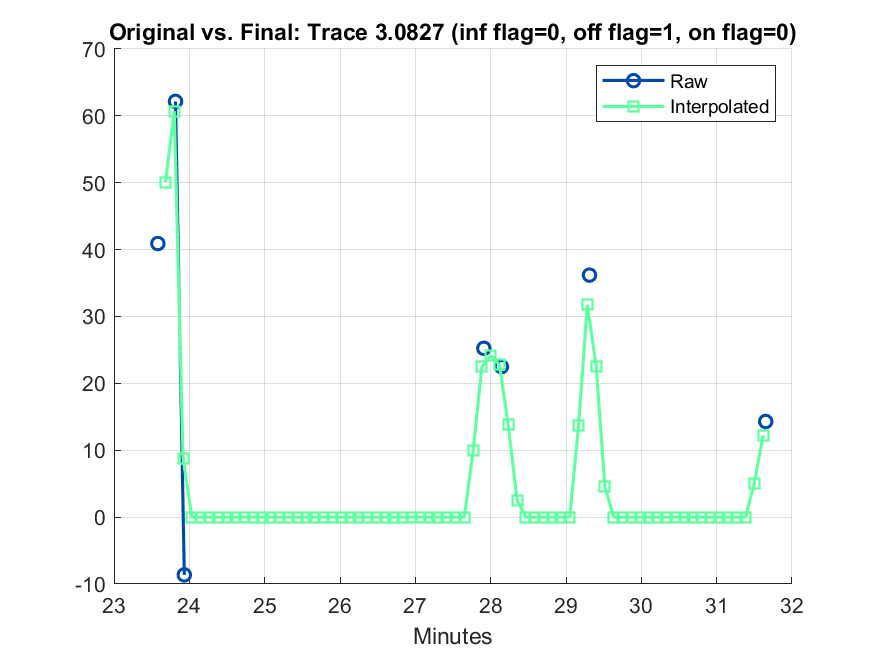 Original vs. Final: Trace 3.0827 (inf flag=0, off flag=1, on flag=0)
70
60
50
40
30
20
10
0
-10
Raw
Interpolated
23 24 25 26 27 28 29 30 31 32
Minutes